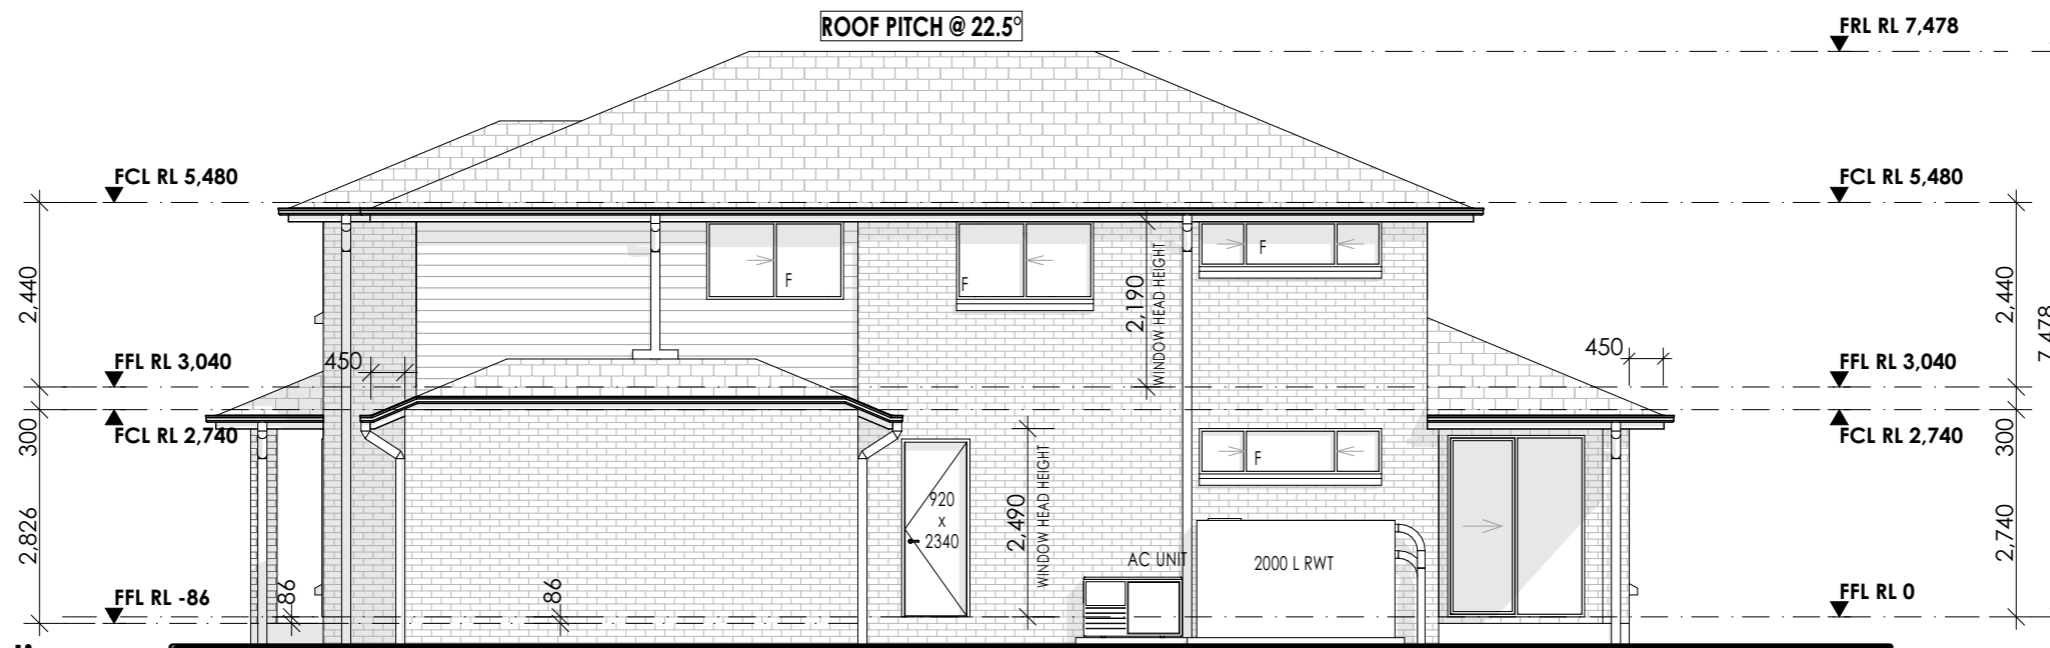 ROOF PITCH @ 22.5°
FRL RL 7,478
FCL RL 5,480
FCL RL 5,480
F
F
F
2,440
2,190
WINDOW HEAD HEIGHT
2,440
7,478
450
450
FFL RL 3,040
FFL RL 3,040
300
FCL RL 2,740
FCL RL 2,740
300
F
920
x
2340
2,490
WINDOW HEAD HEIGHT
2,826
2,740
AC UNIT
2000 L RWT
86
86
FFL RL -86
FFL RL 0